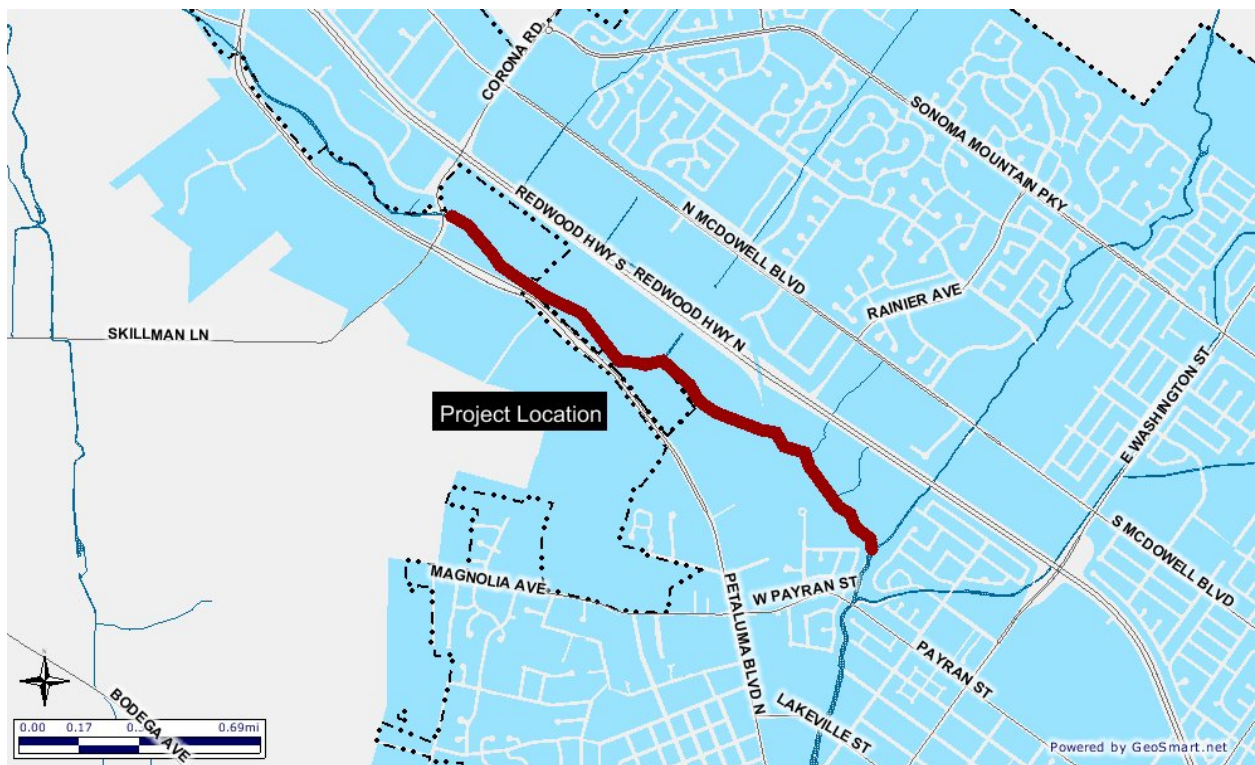 CORONA RD
SONOMA MOUNTAIN PKY
REDWOOD HWY S
REDWOOD HWY N
N MCDOWELL BLVD
RAINIER AVE
SKILLMAN LN
E WASHINGTON ST
Project Location
S MCDOWELL BLVD
MAGNOLIA AVE
W PAYRAN ST
PETALUMA BLVD N
PAYRAN ST
LAKEVILLE ST
BODEGA AVE
0.00 0.17 0.69mi
Powered by GeoSmart.net